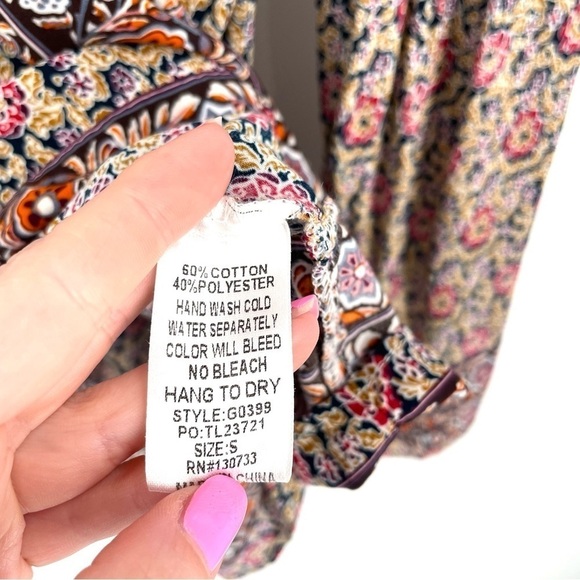 60% COTTON
40%POLYESTER
HAND WASH COLD
WATER SEPARATELY
COLOR WILL BLEED
NO BLEACH
HANG TO DRY
STYLE:G0399
PO:TL23721
SIZE:S
RN#130733
CHINA